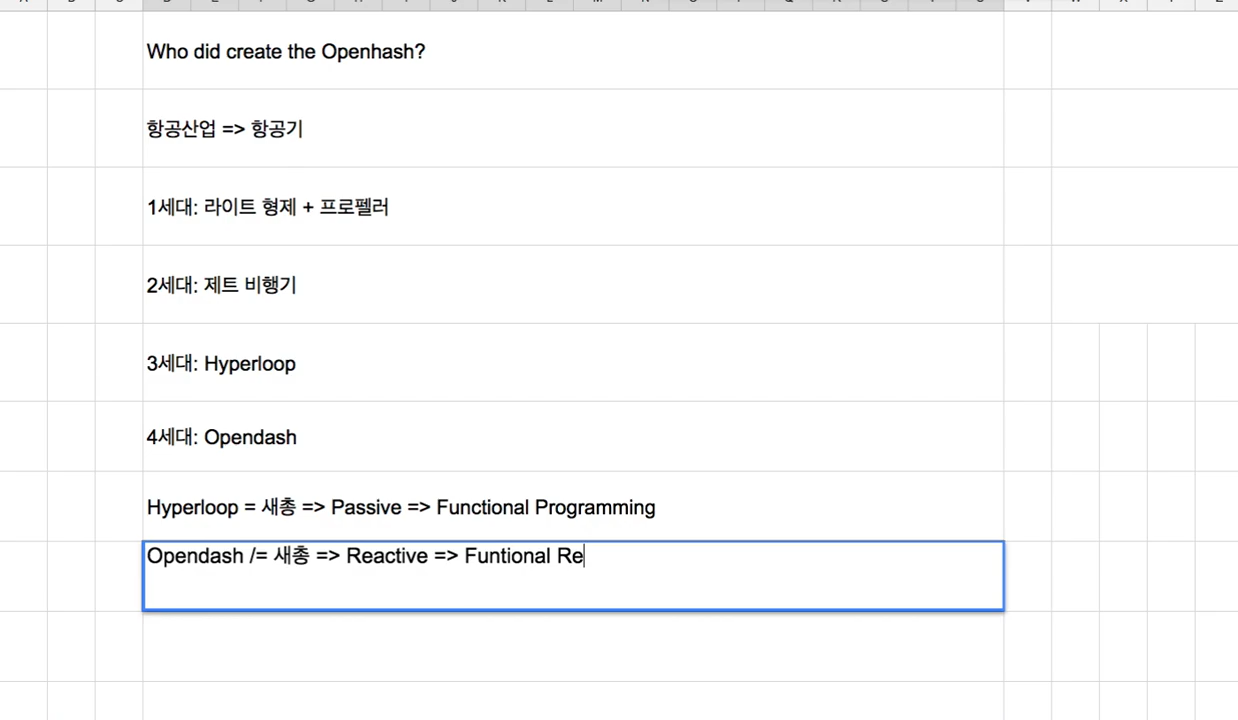 Who did create the Openhash?
항공산업 => 항공기
1세대: 라이트 형제 + 프로펠러
2세대: 제트 비행기
3세대: Hyperloop
4세대: Opendash
Hyperloop = 새총 => Passive => Functional Programming
Opendash /= 새총 => Reactive => Funtional Re